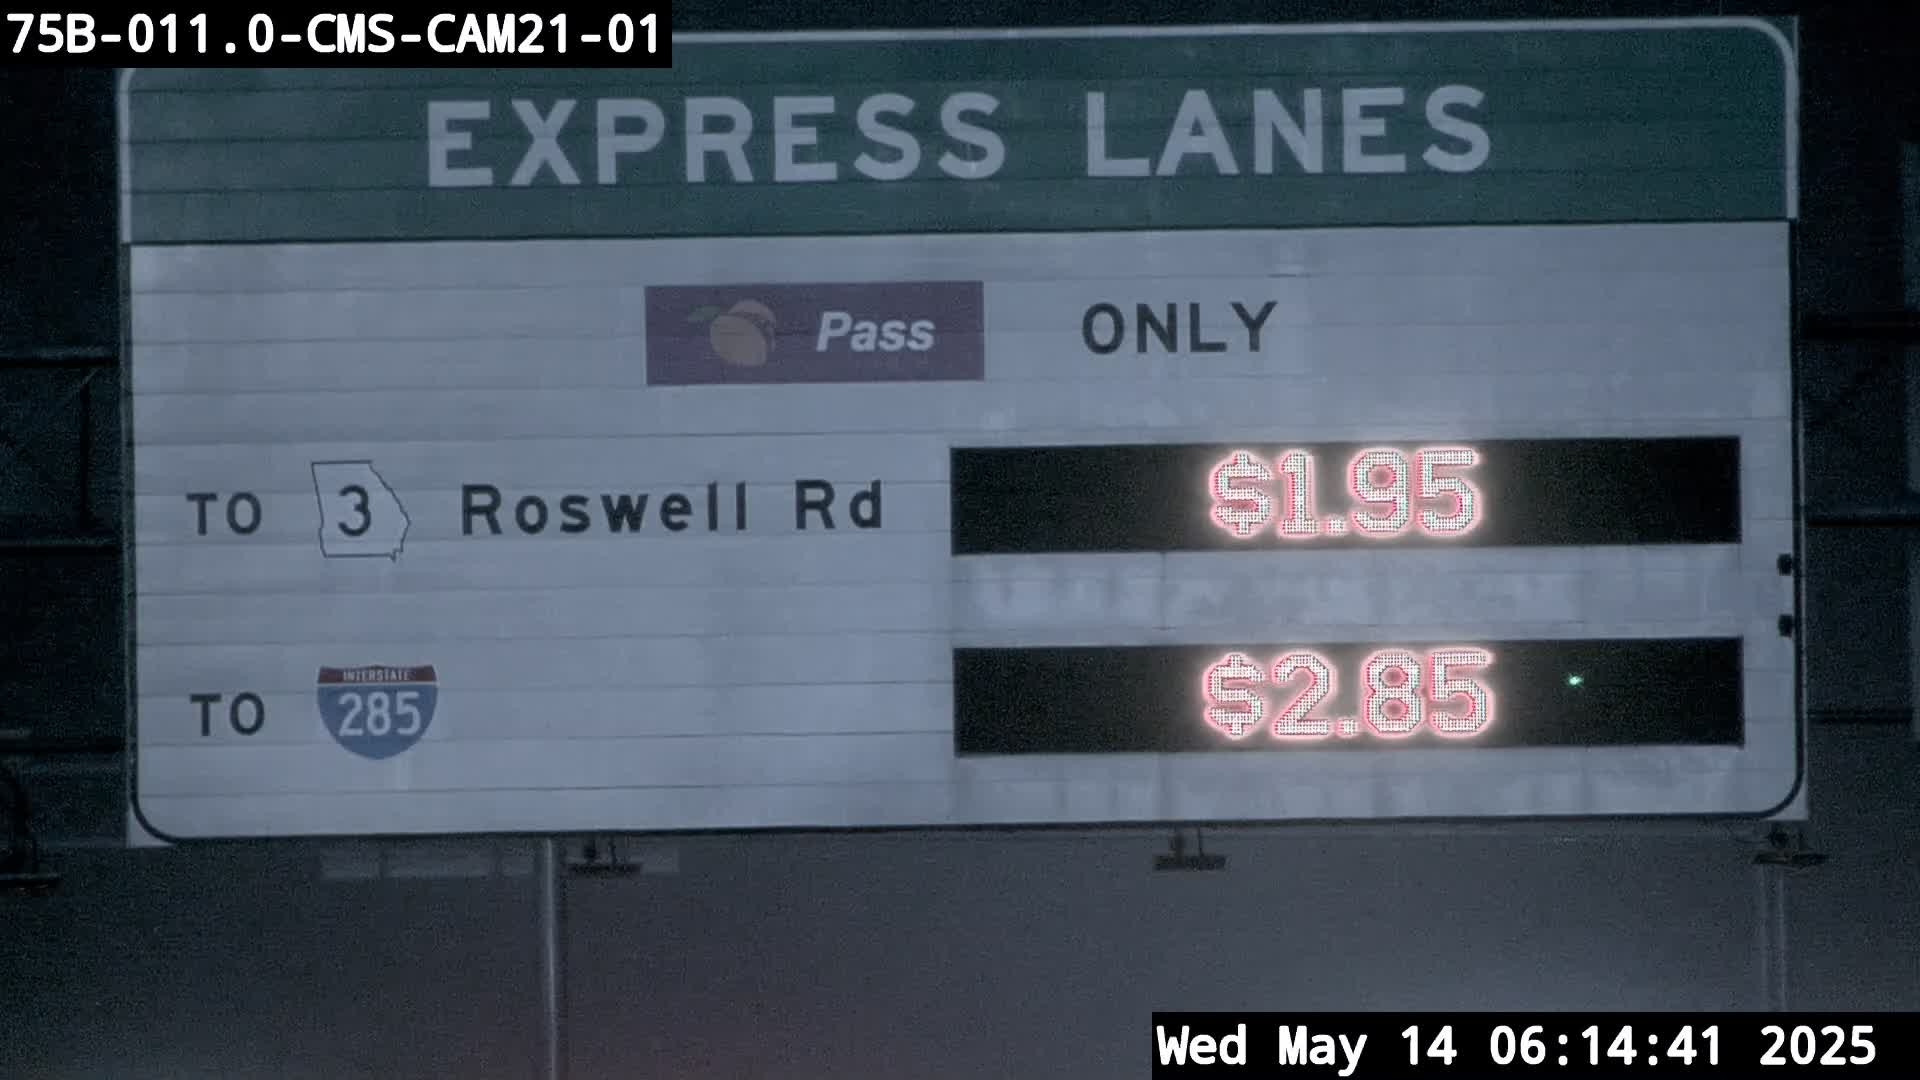 75B-011.0-CMS-CAM21-01
EXPRESS LANES
Pass ONLY
TO 3 Roswell Rd $1.95
INTERSTATE
TO 285 $2.85
Wed May 14 06:14:41 2025